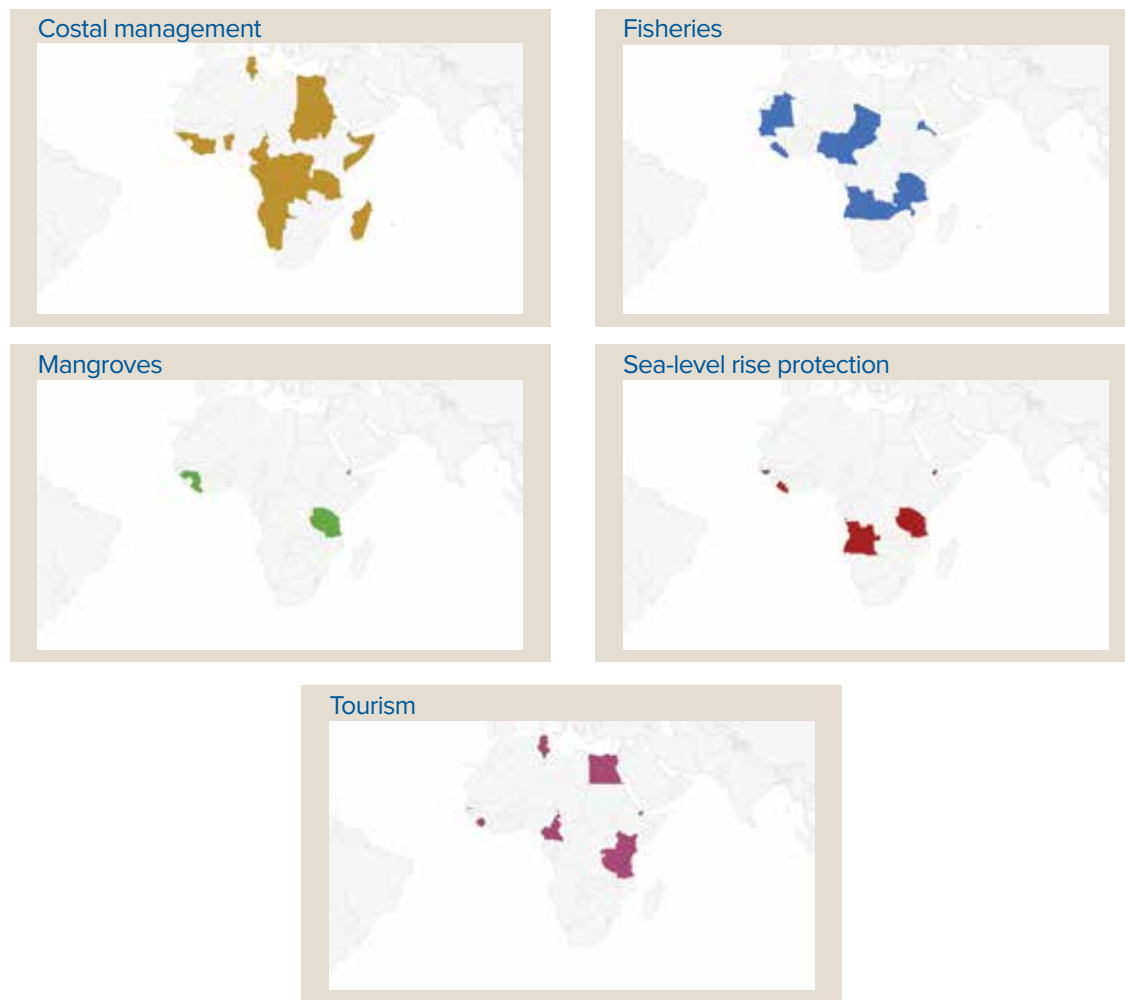 Costal management
Fisheries
Mangroves
Sea-level rise protection
Tourism